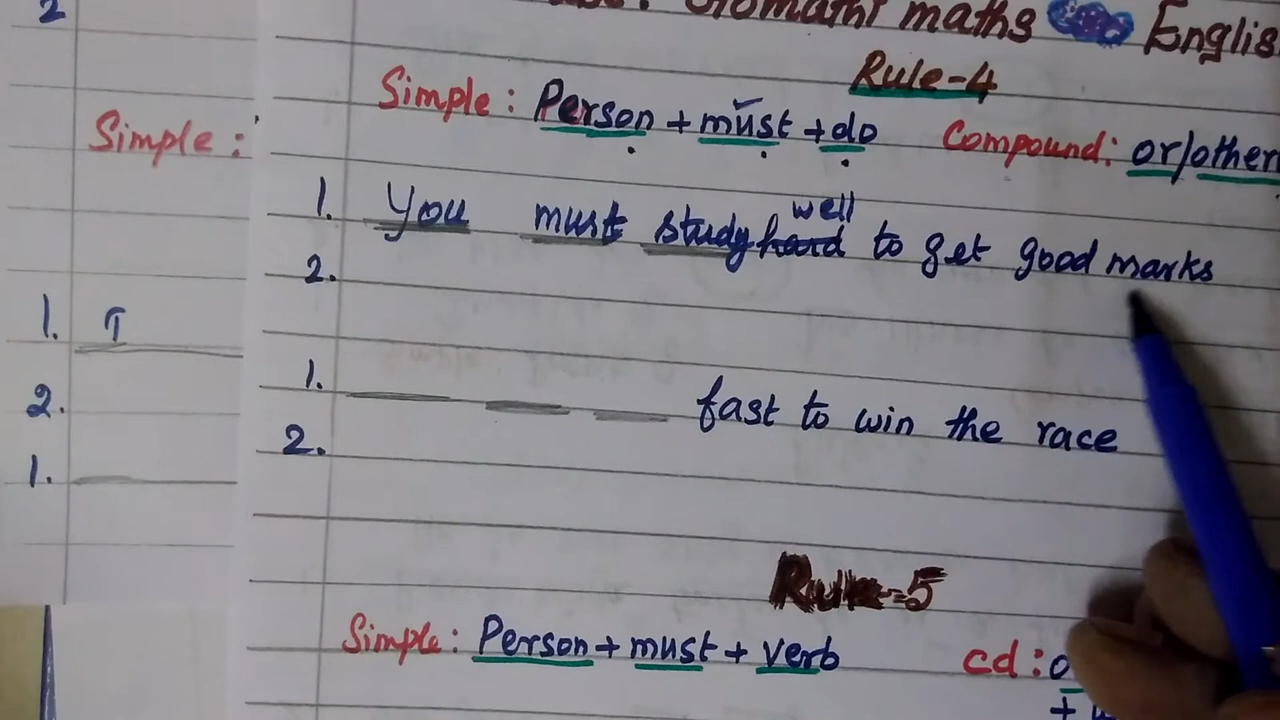 2
maths Englis
Rule-4
Simple: Simple: Person + must + do Compound: or/other
1. You must study hard well to get good marks
2.
1. I
1. fast to win the race
2.
2.
1.
Rule-5
Simple: Person + must + verb cd: o
+